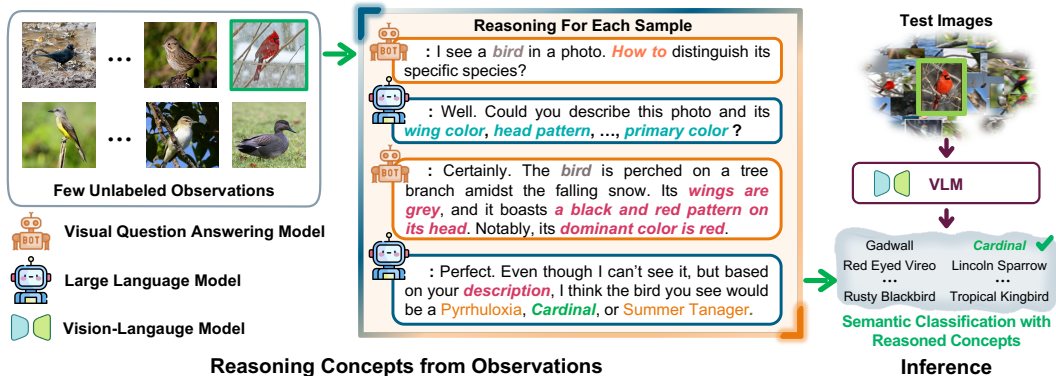 Few Unlabeled Observations
BOT
Visual Question Answering Model
Large Language Model
Vision-Langauge Model
Reasoning For Each Sample
BOT
: I see a bird in a photo. How to distinguish its
specific species?
: Well. Could you describe this photo and its
wing color, head pattern, ..., primary color ?
BOT
: Certainly. The bird is perched on a tree
branch amidst the falling snow. Its wings are
grey, and it boasts a black and red pattern on
its head. Notably, its dominant color is red.
: Perfect. Even though I can't see it, but based
on your description, I think the bird you see would
be a Pyrrhuloxia, Cardinal, or Summer Tanager.
Reasoning Concepts from Observations
Test Images
VLM
Gadwall Cardinal
Red Eyed Vireo Lincoln Sparrow
... ...
Rusty Blackbird Tropical Kingbird
Semantic Classification with
Reasoned Concepts
Inference